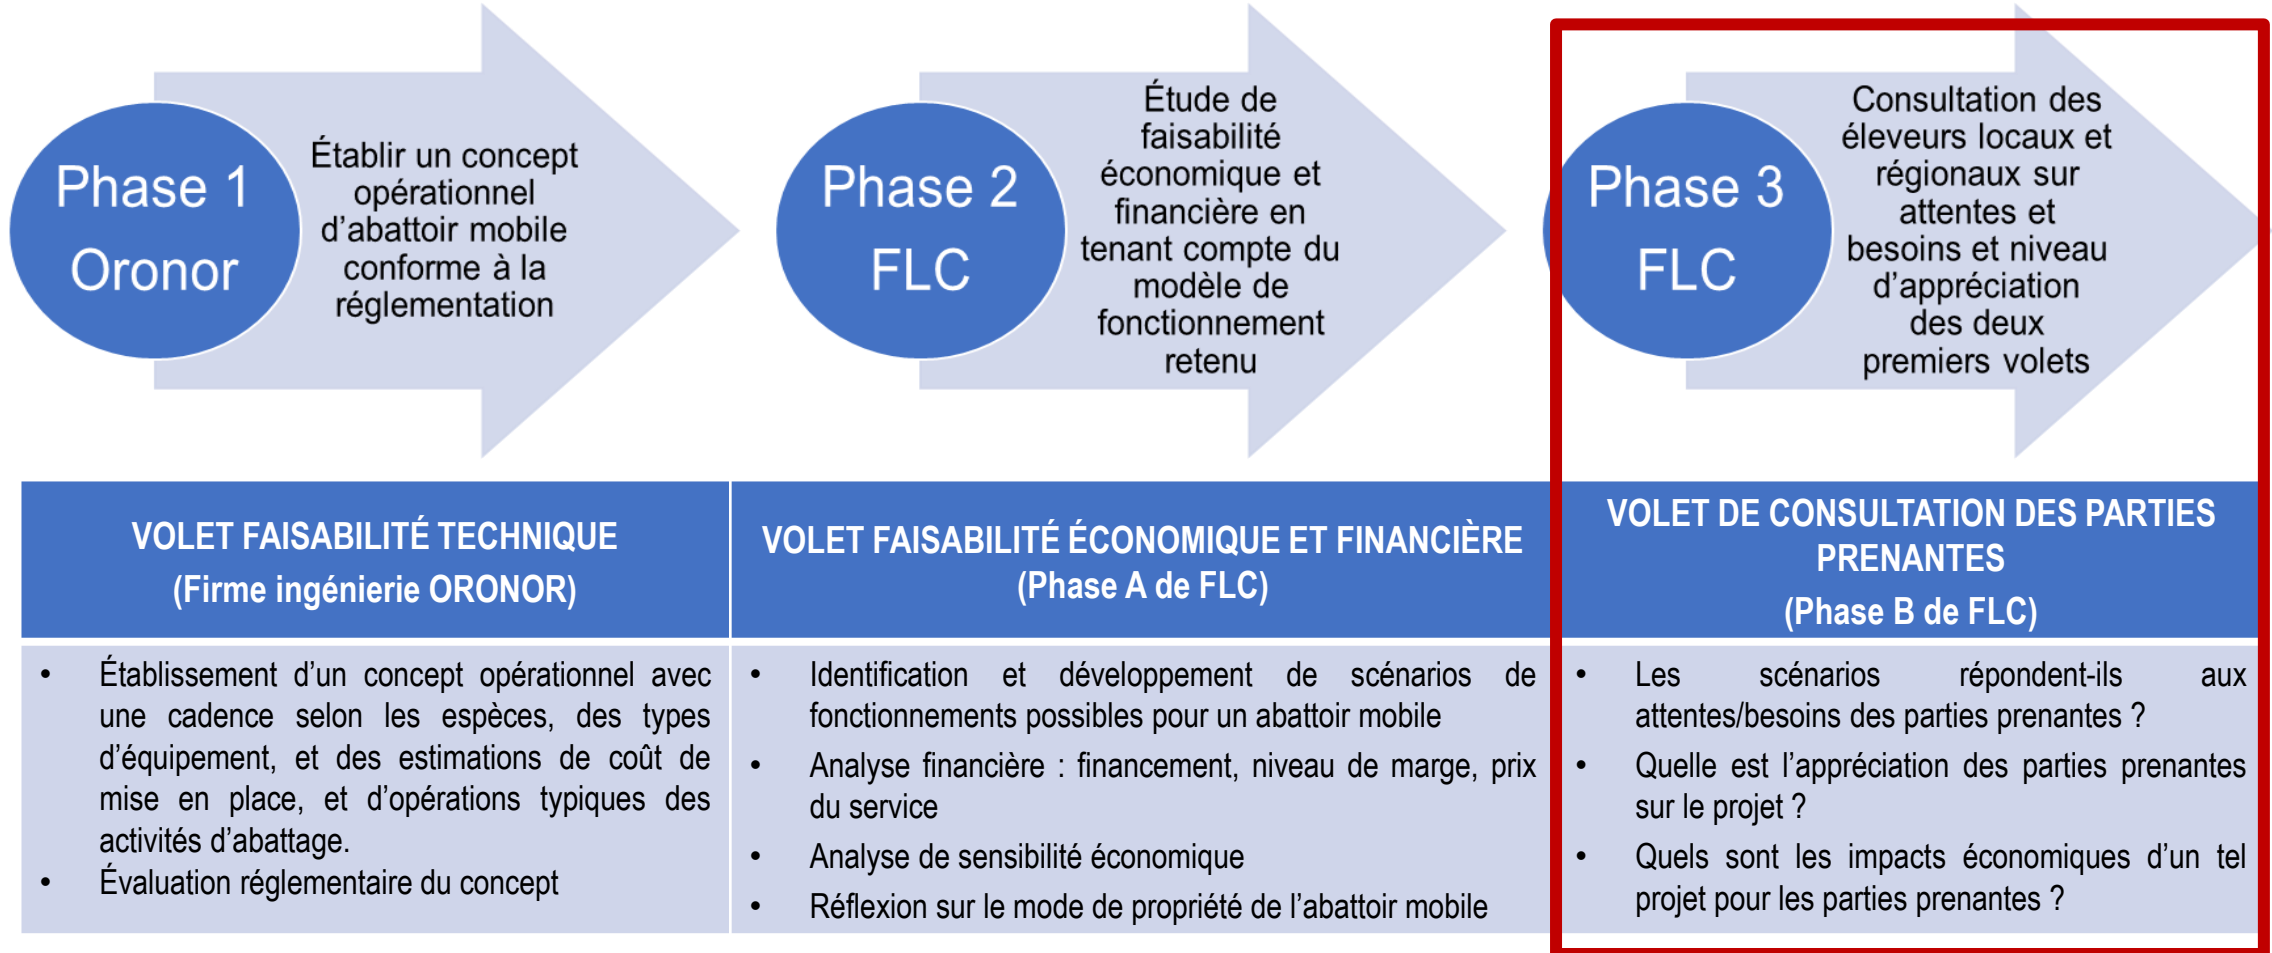 Phase 1
Oronor
Établir un concept
opérationnel
d'abattoir mobile
conforme à la
réglementation
Phase 2
FLC
Étude de
faisabilité
économique et
financière en
tenant compte du
modèle de
fonctionnement
retenu
Phase 3
FLC
Consultation des
éleveurs locaux et
régionaux sur
attentes et
besoins et niveau
d'appréciation
des deux
premiers volets
VOLET FAISABILITÉ TECHNIQUE
(Firme ingénierie ORONOR)
VOLET FAISABILITÉ ÉCONOMIQUE ET FINANCIÈRE
(Phase A de FLC)
VOLET DE CONSULTATION DES PARTIES
PRENANTES
(Phase B de FLC)
• Établissement d'un concept opérationnel avec
une cadence selon les espèces, des types
d'équipement, et des estimations de coût de
mise en place, et d'opérations typiques des
activités d'abattage.
• Évaluation réglementaire du concept
• Identification et développement de scénarios de
fonctionnements possibles pour un abattoir mobile
• Analyse financière : financement, niveau de marge, prix
du service
• Analyse de sensibilité économique
• Réflexion sur le mode de propriété de l'abattoir mobile
• Les scénarios répondent-ils aux
attentes/besoins des parties prenantes ?
• Quelle est l'appréciation des parties prenantes
sur le projet ?
• Quels sont les impacts économiques d'un tel
projet pour les parties prenantes ?